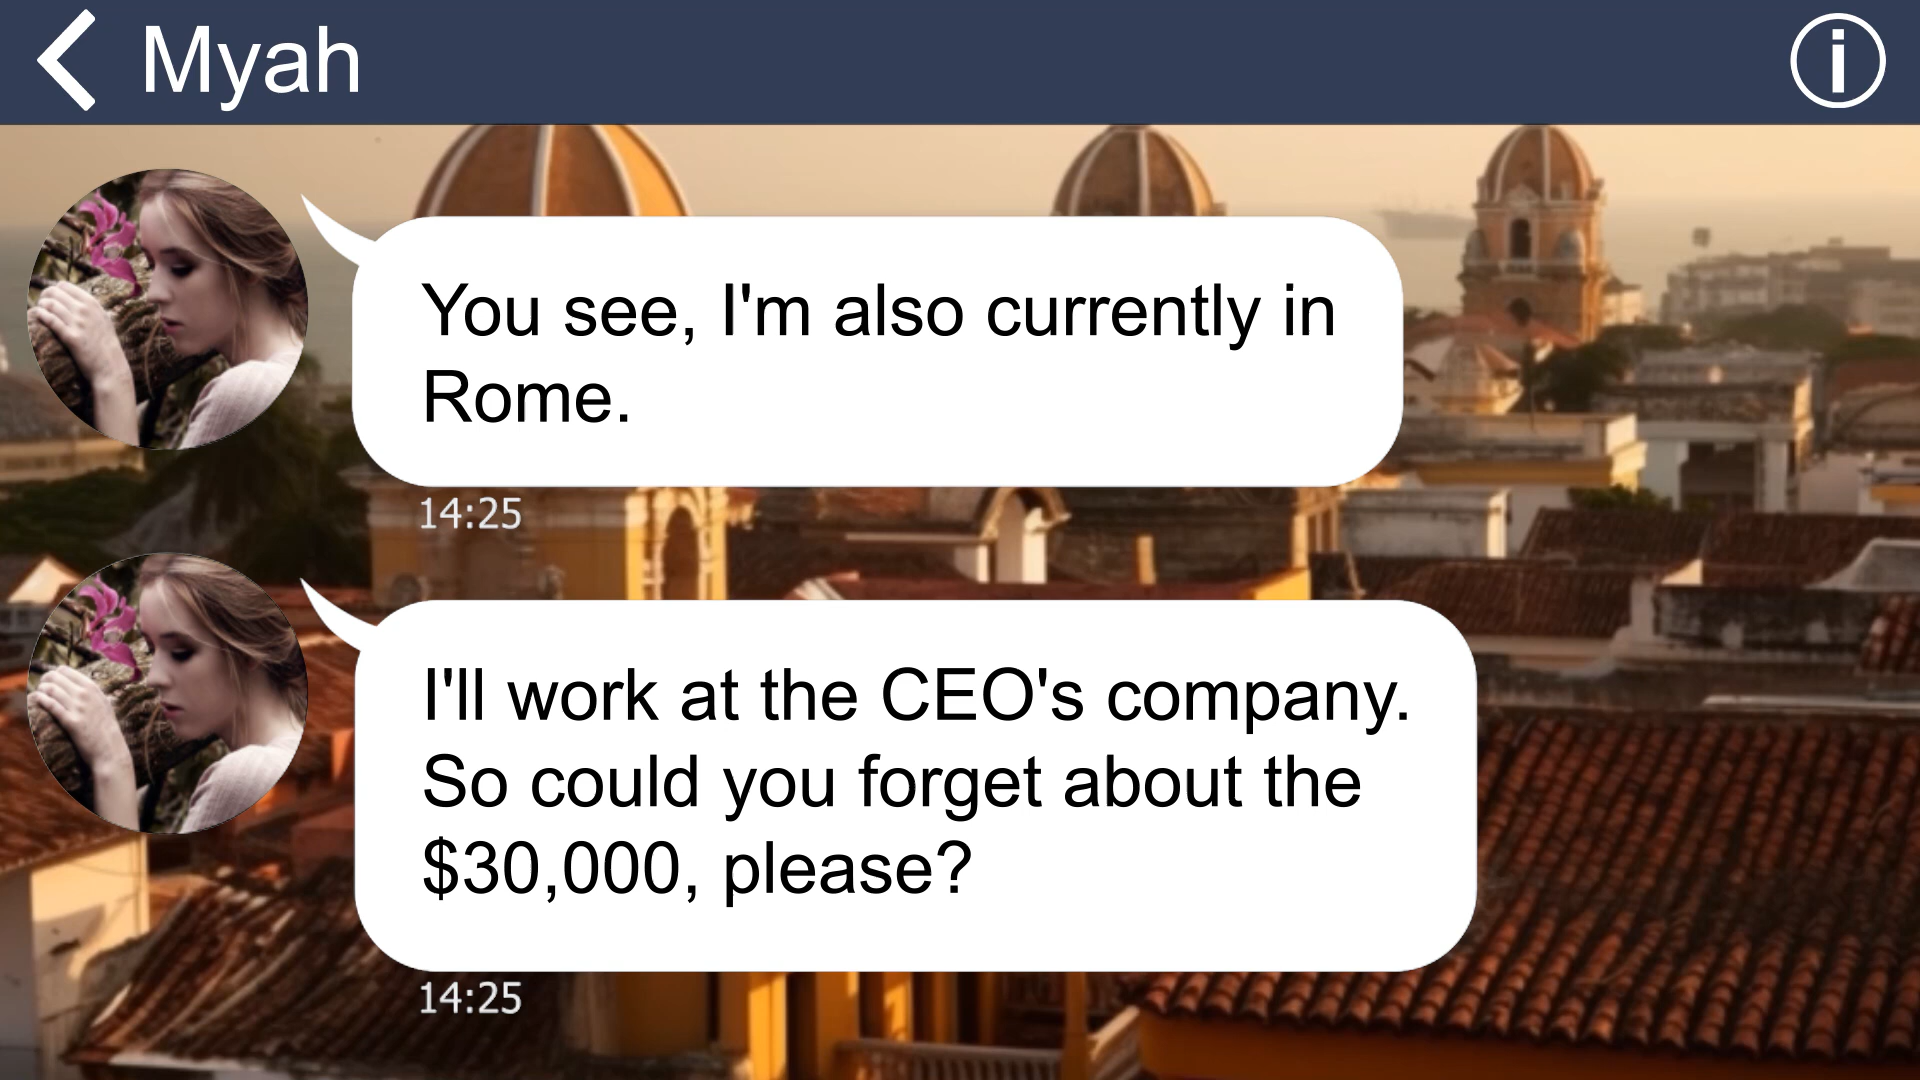 Myah
You see, I'm also currently in
Rome.
14:25
I'll work at the CEO's company.
So could you forget about the
$30,000, please?
14:25